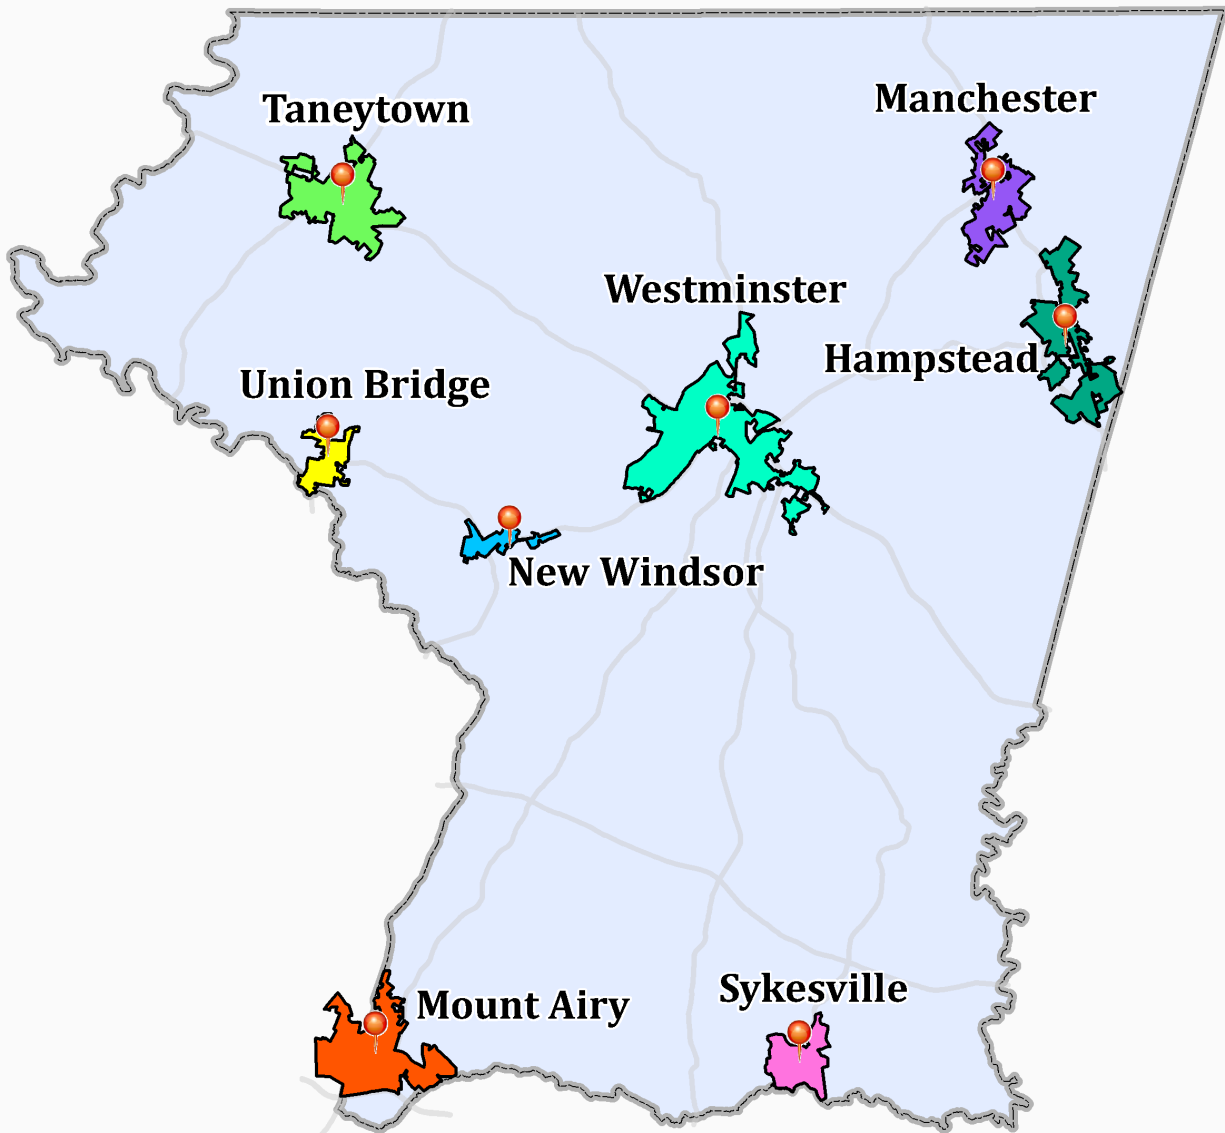 Taneytown
Manchester
Westminster
Hampstead
Union Bridge
New Windsor
Mount Airy
Sykesville